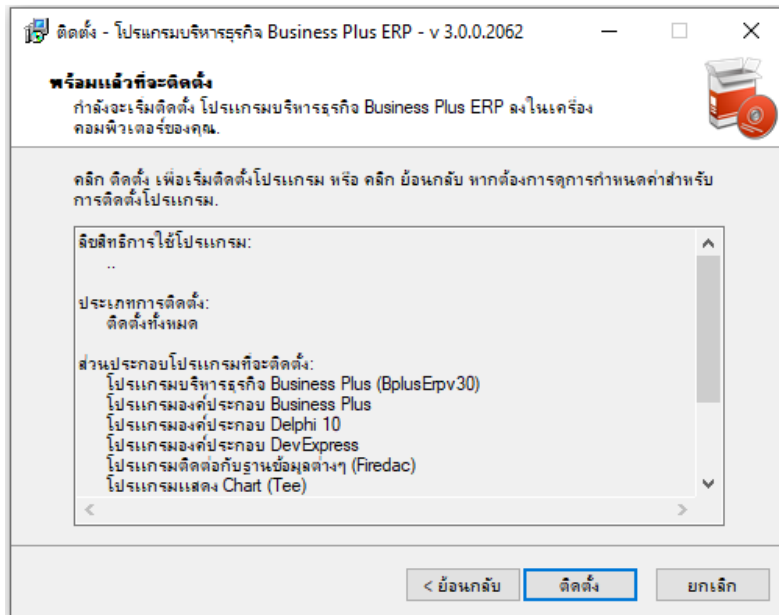 ติดตั้ง - โปรแกรมบริหารธุรกิจ Business Plus ERP - v 3.0.0.2062
พร้อมแล้วที่จะติดตั้ง
กำลังจะเริ่มติดตั้ง โปรแกรมบริหารธุรกิจ Business Plus ERP ลงในเครื่อง
คอมพิวเตอร์ของคุณ.
คลิก ติดตั้ง เพื่อเริ่มติดตั้งโปรแกรม หรือ คลิก ย้อนกลับ หากต้องการดูการกำหนดค่าสำหรับ
การติดตั้งโปรแกรม.
ลิขสิทธิการใช้โปรแกรม:
..
ประเภทการติดตั้ง:
ติดตั้งทั้งหมด
ส่วนประกอบโปรแกรมที่จะติดตั้ง:
โปรแกรมบริหารธุรกิจ Business Plus (BplusErpv30)
โปรแกรมองค์ประกอบ Business Plus
โปรแกรมองค์ประกอบ Delphi 10
โปรแกรมองค์ประกอบ DevExpress
โปรแกรมติดต่อกับฐานข้อมูลต่างๆ (Firedac)
โปรแกรมแสดง Chart (Tee)
< ย้อนกลับ
ติดตั้ง
ยกเลิก